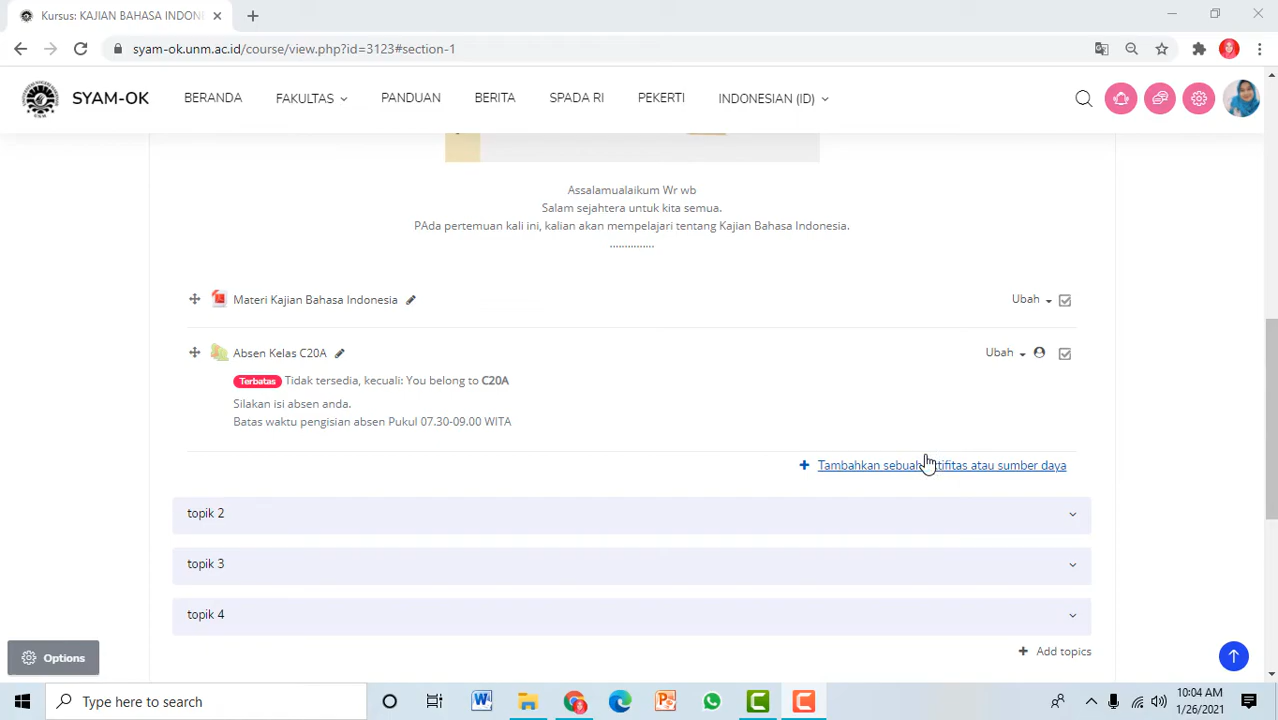 Kursus: KAJIAN BAHASA INDON
syam-ok.unm.ac.id/course/view.php?id=3123#section-1
SYAM-OK BERANDA FAKULTAS PANDUAN BERITA SPADA RI PEKERTI INDONESIAN (ID)
Assalamualaikum Wr wb
Salam sejahtera untuk kita semua.
PAda pertemuan kali ini, kalian akan mempelajari tentang Kajian Bahasa Indonesia.
...............
Materi Kajian Bahasa Indonesia Ubah
Absen Kelas C20A Ubah
Terbatas Tidak tersedia, kecuali: You belong to C20A
Silakan isi absen anda.
Batas waktu pengisian absen Pukul 07.30-09.00 WITA
Tambahkan sebuah atau sumber daya
topik 2
topik 3
topik 4
Add topics
Options
Type here to search
10:04 AM
1/26/2021